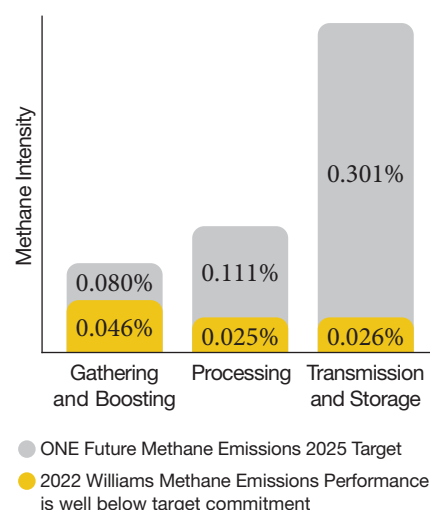 Methane Intensity
0.301%
0.080%
0.111%
0.046%
0.025%
0.026%
Gathering
and Boosting
Processing
Transmission
and Storage
ONE Future Methane Emissions 2025 Target
2022 Williams Methane Emissions Performance
is well below target commitment